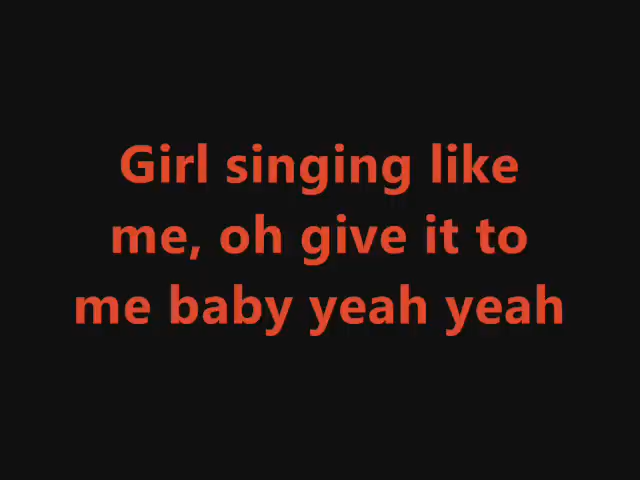 Girl singing like
me, oh give it to
me baby yeah yeah